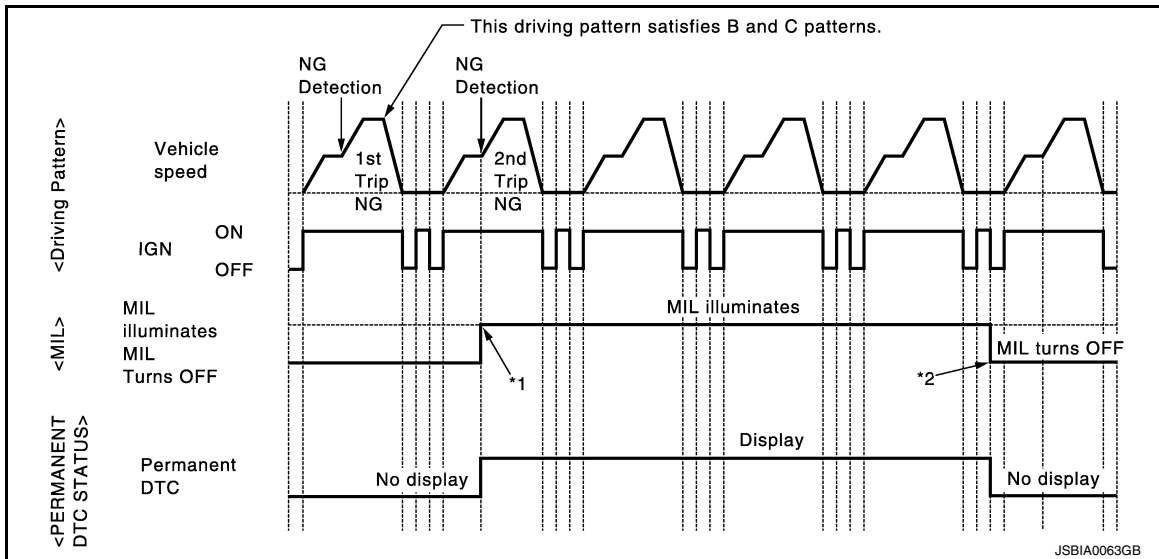 This driving pattern satisfies B and C patterns.
NG
Detection
NG
Detection
<Driving Pattern>
Vehicle
speed
1st
Trip
NG
2nd
Trip
NG
IGN
ON
OFF
<MIL>
MIL
illuminates
MIL
Turns OFF
MIL illuminates
MIL turns OFF
*1
*2
<PERMANENT
DTC STATUS>
Permanent
DTC
No display
Display
No display
JSBIA0063GB